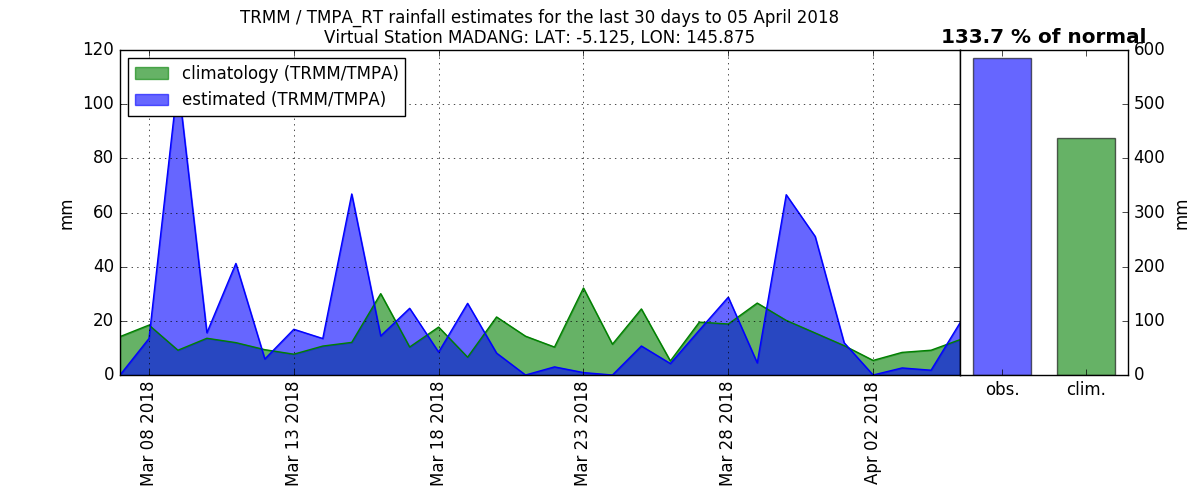 TRMM / TMPA_RT rainfall estimates for the last 30 days to 05 April 2018
Virtual Station MADANG: LAT: -5.125, LON: 145.875
133.7 % of normal
climatology (TRMM/TMPA)
estimated (TRMM/TMPA)
120
100
80
60
40
20
0
mm
Mar 08 2018
Mar 13 2018
Mar 18 2018
Mar 23 2018
Mar 28 2018
Apr 02 2018
obs.
clim.
600
500
400
300
200
100
0
mm